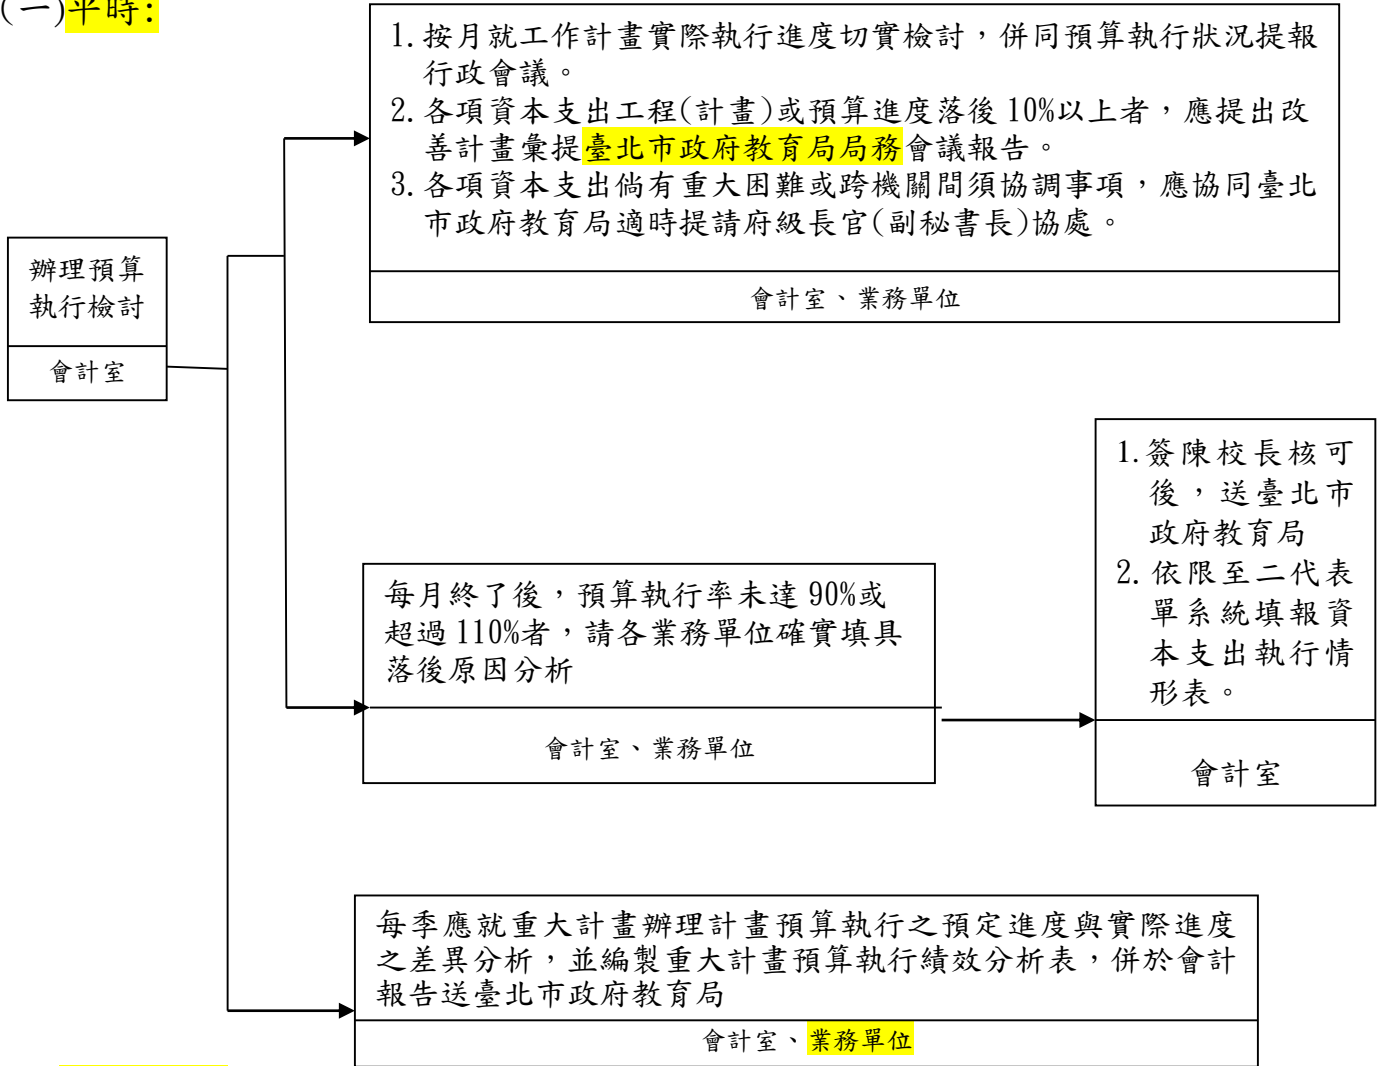 (一)平時:
1.按月就工作計畫實際執行進度切實檢討，併同預算執行狀況提報
行政會議。
2.各項資本支出工程(計畫)或預算進度落後10%以上者，應提出改
善計畫彙提臺北市政府教育局局務會議報告。
3.各項資本支出倘有重大困難或跨機關間須協調事項，應協同臺北
市政府教育局適時提請府級長官(副秘書長)協處。
會計室、業務單位
辦理預算
執行檢討
會計室
每月終了後，預算執行率未達90%或
超過110%者，請各業務單位確實填具
落後原因分析
會計室、業務單位
1.簽陳校長核可
後，送臺北市
政府教育局
2.依限至二代表
單系統填報資
本支出執行情
形表。
會計室
每季應就重大計畫辦理計畫預算執行之預定進度與實際進度
之差異分析，並編製重大計畫預算執行績效分析表，併於會計
報告送臺北市政府教育局
會計室、業務單位